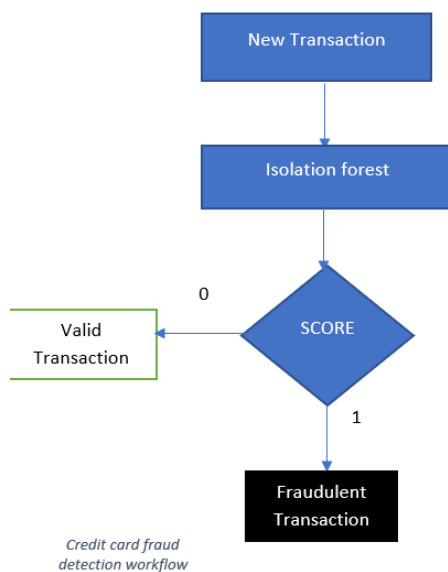 New Transaction
Isolation forest
0
SCORE
Valid
Transaction
1
Fraudulent
Transaction
Credit card fraud
detection workflow